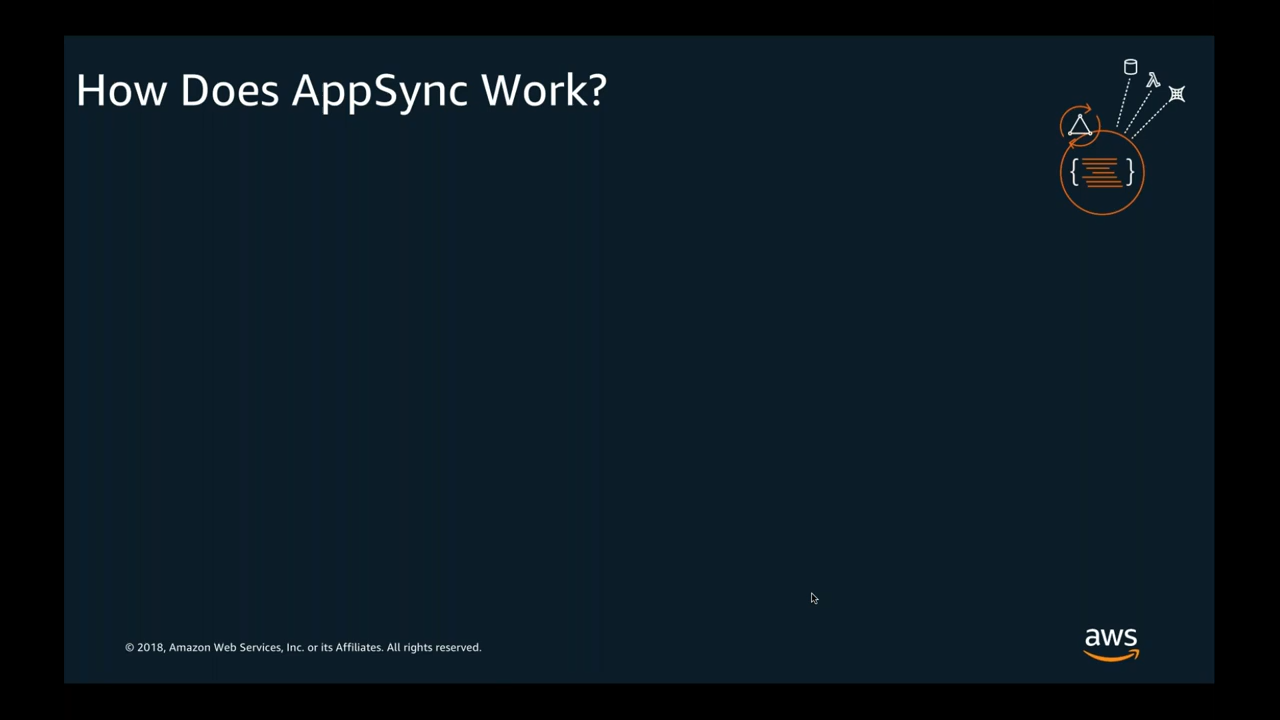 How Does AppSync Work?
{ }
© 2018, Amazon Web Services, Inc. or its Affiliates. All rights reserved.
aws